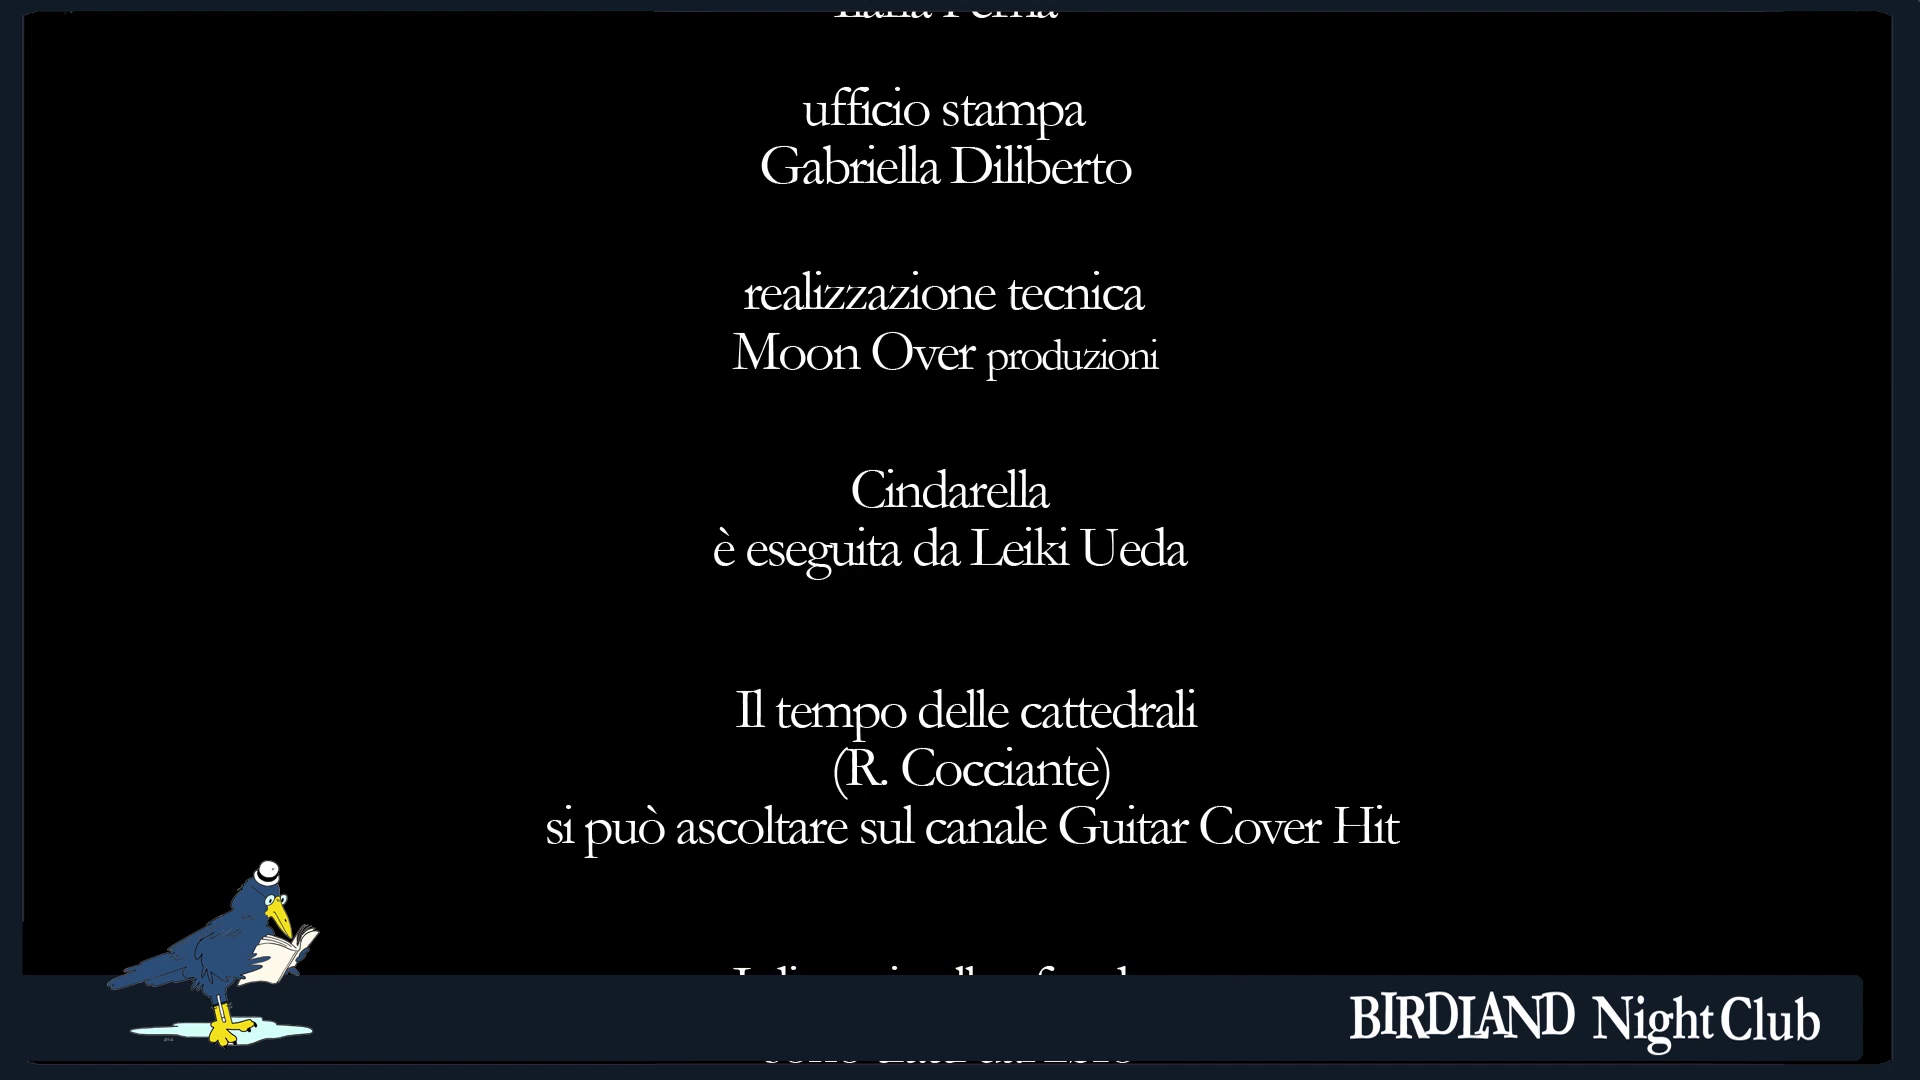 ufficio stampa
Gabriella Diliberto
realizzazione tecnica
Moon Over produzioni
Cindarella
è eseguita da Leiki Ueda
Il tempo delle cattedrali
(R. Cocciante)
si può ascoltare sul canale Guitar Cover Hit
BIRDLAND Night Club